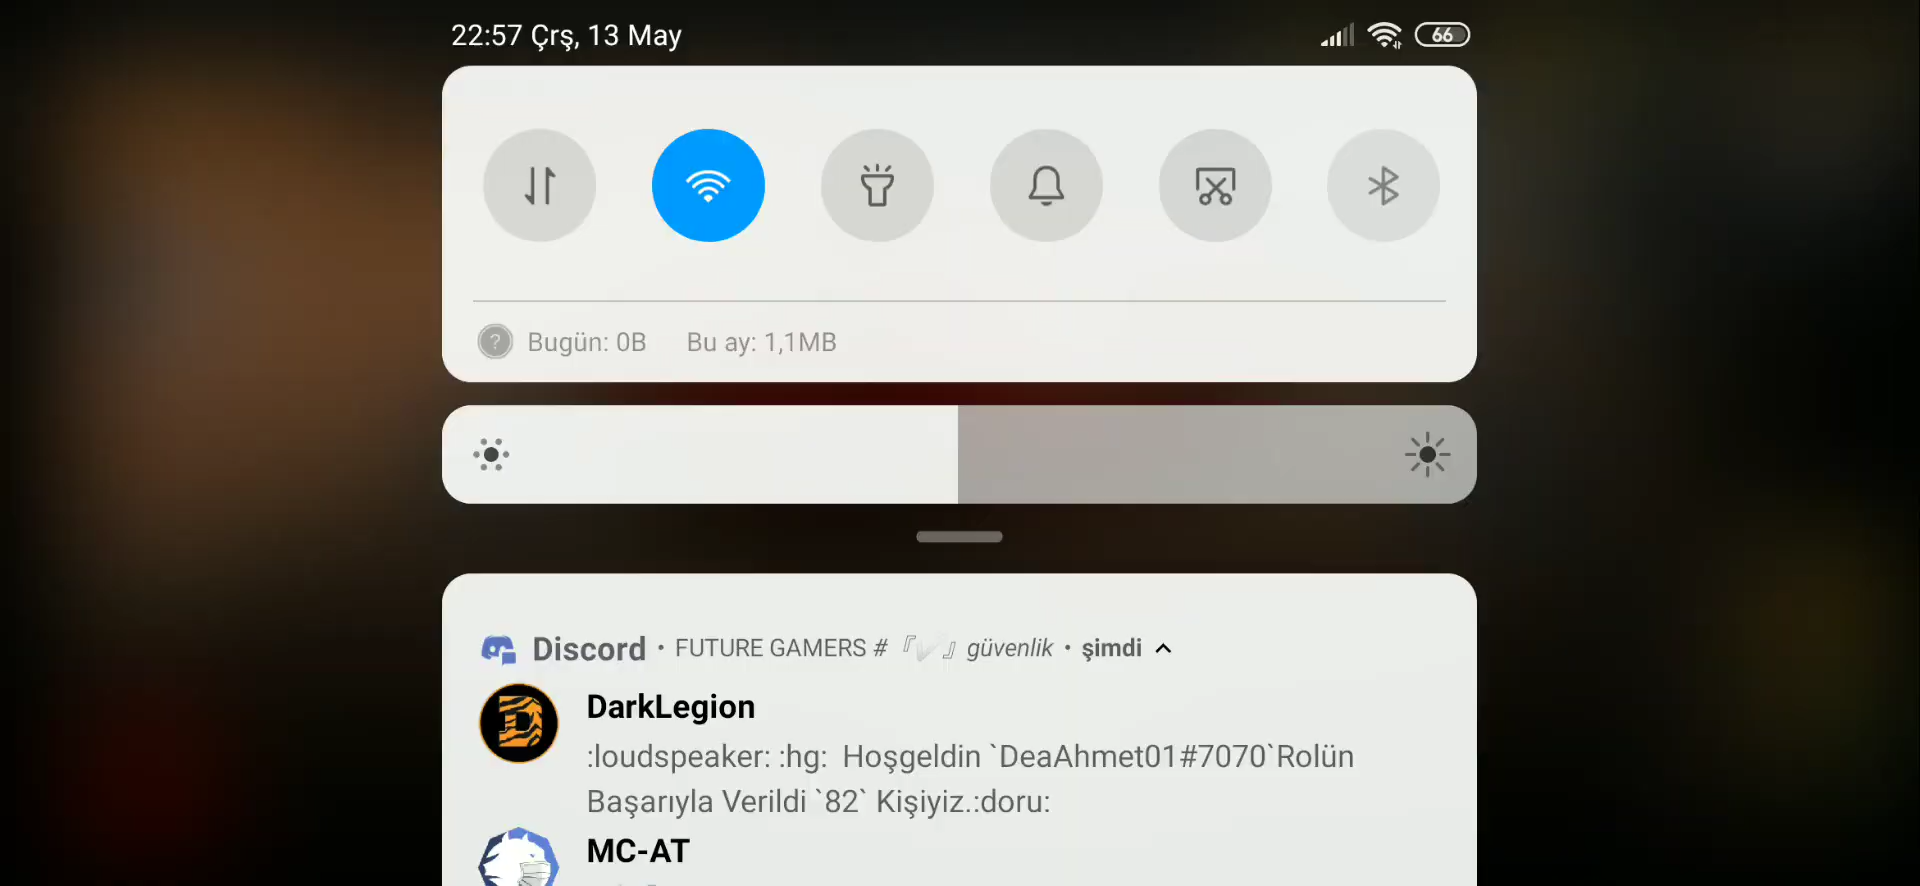 22:57 Çrş, 13 May
66
Bugün: 0B Bu ay: 1,1MB
Discord • FUTURE GAMERS # 『✅』 güvenlik • şimdi
DarkLegion
:loudspeaker: :hg: Hoşgeldin `DeaAhmet01#7070`Rolün
Başarıyla Verildi `82` Kişiyiz.:doru:
MC-AT